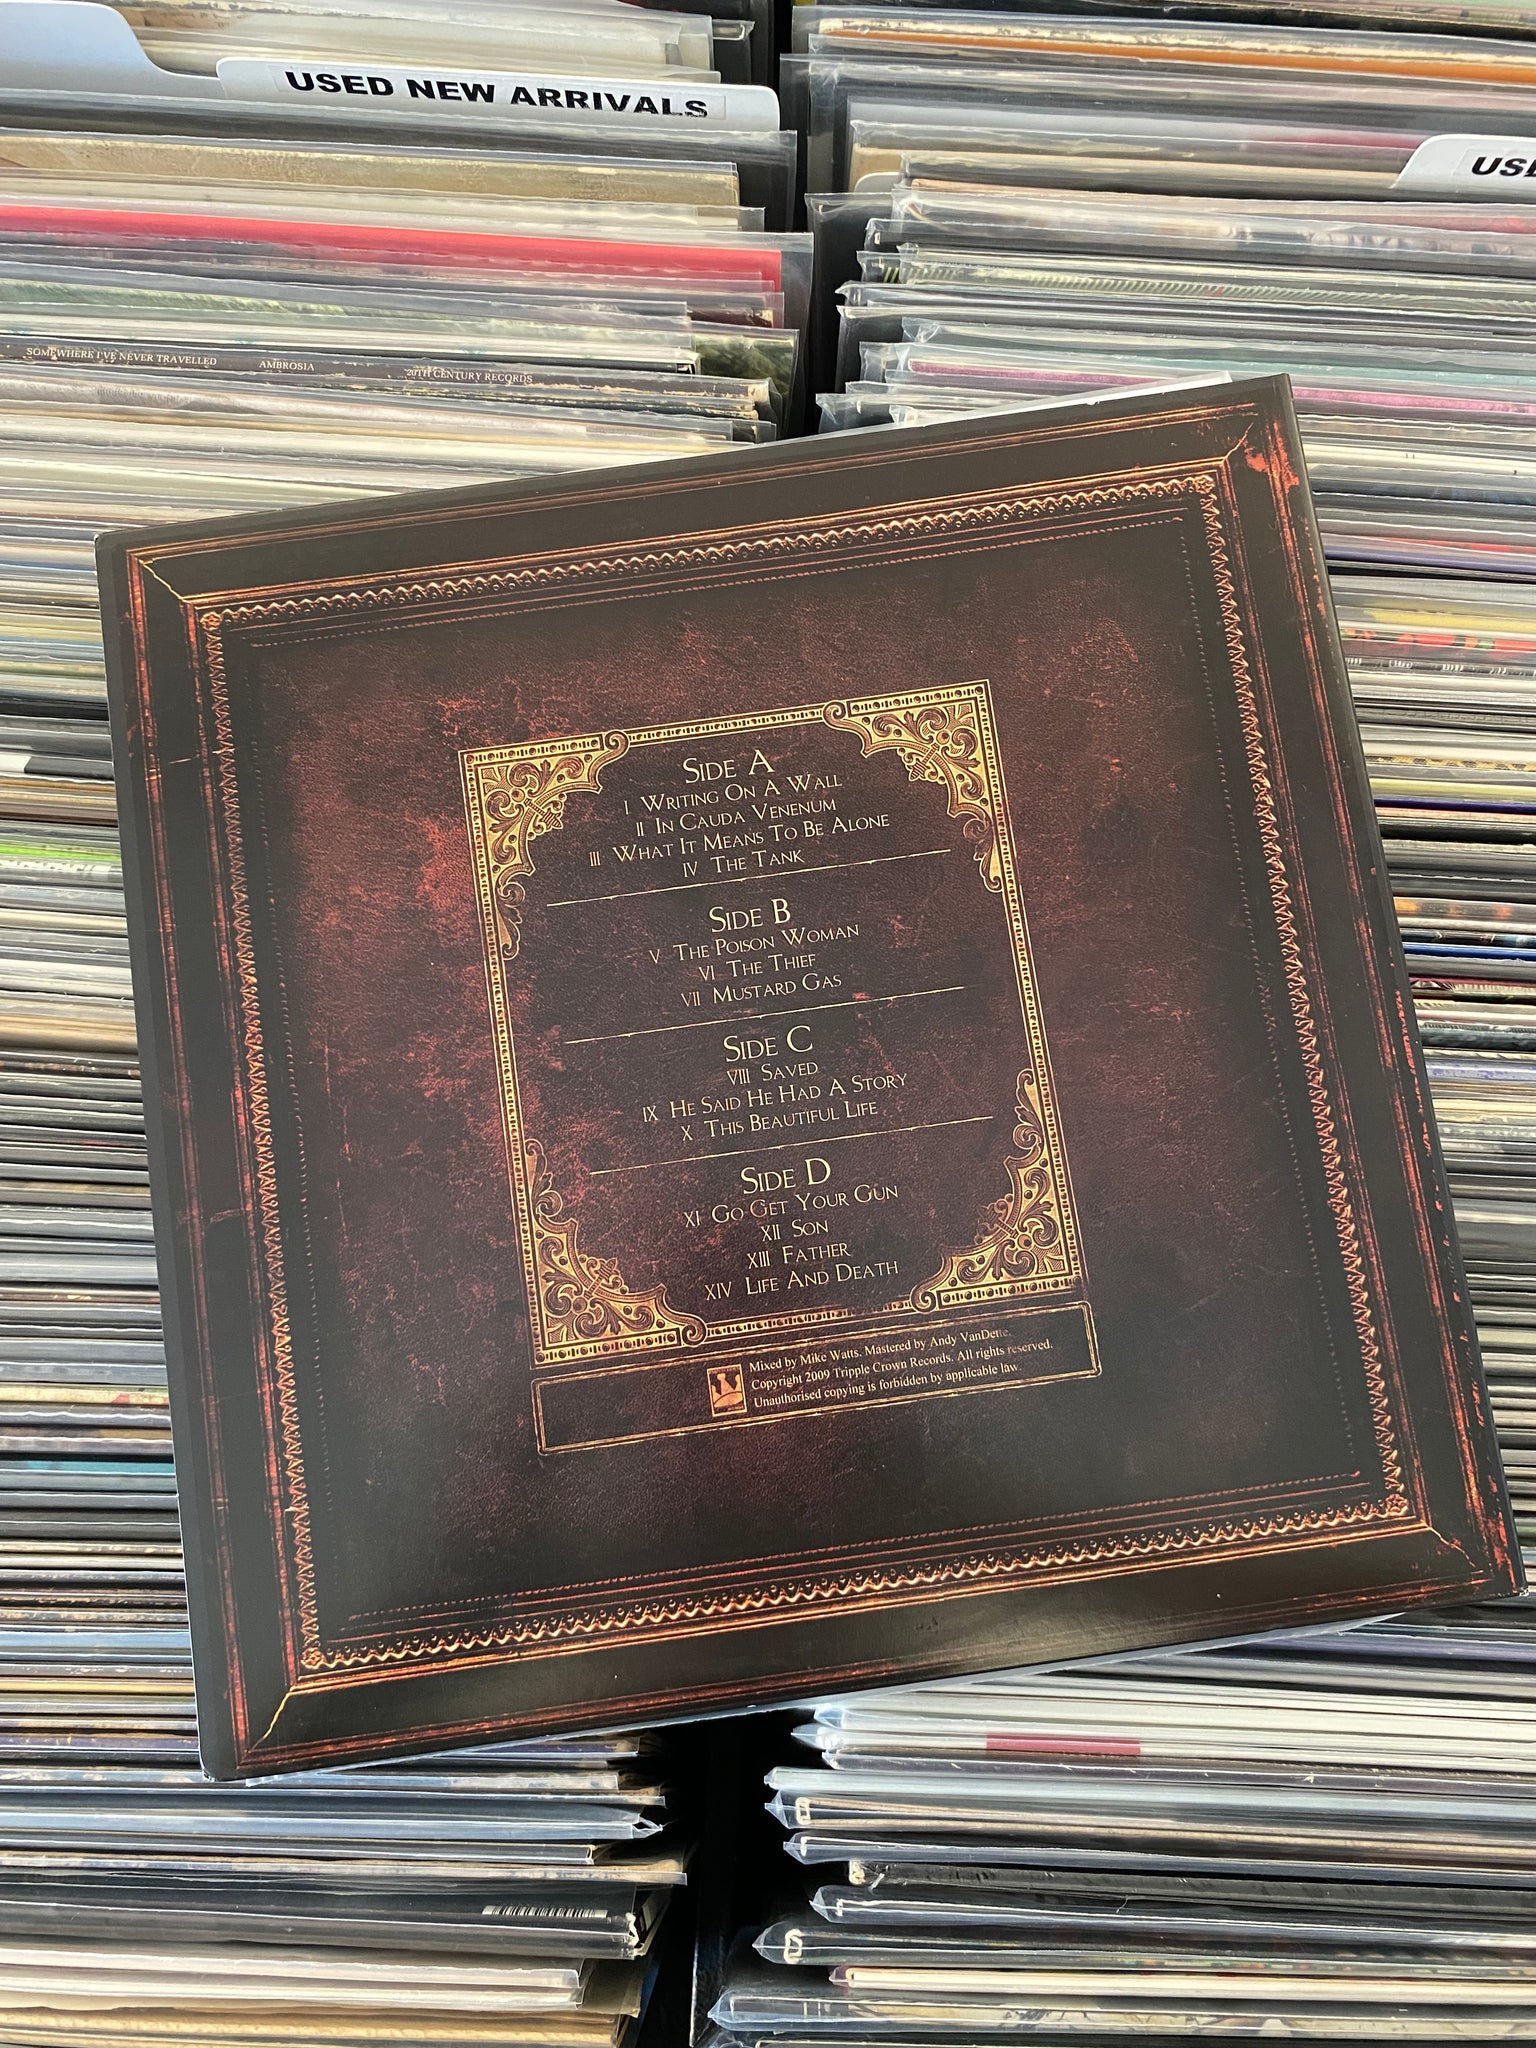 USED NEW ARRIVALS
USE
SOMEWHERE I'VE NEVER TRAVELLED AMBROSIA 20TH CENTURY RECORDS
SIDE A
I WRITING ON A WALL
II IN CAUDA VENENUM
III WHAT IT MEANS TO BE ALONE
IV THE TANK
SIDE B
V THE POISON WOMAN
VI THE THIEF
VII MUSTARD GAS
SIDE C
VIII SAVED
IX HE SAID HE HAD A STORY
X THIS BEAUTIFUL LIFE
SIDE D
XI GO GET YOUR GUN
XII SON
XIII FATHER
XIV LIFE AND DEATH
Mixed by Mike Watts. Mastered by Andy VanDette.
Copyright 2009 Tripple Crown Records. All rights reserved.
Unauthorised copying is forbidden by applicable law.